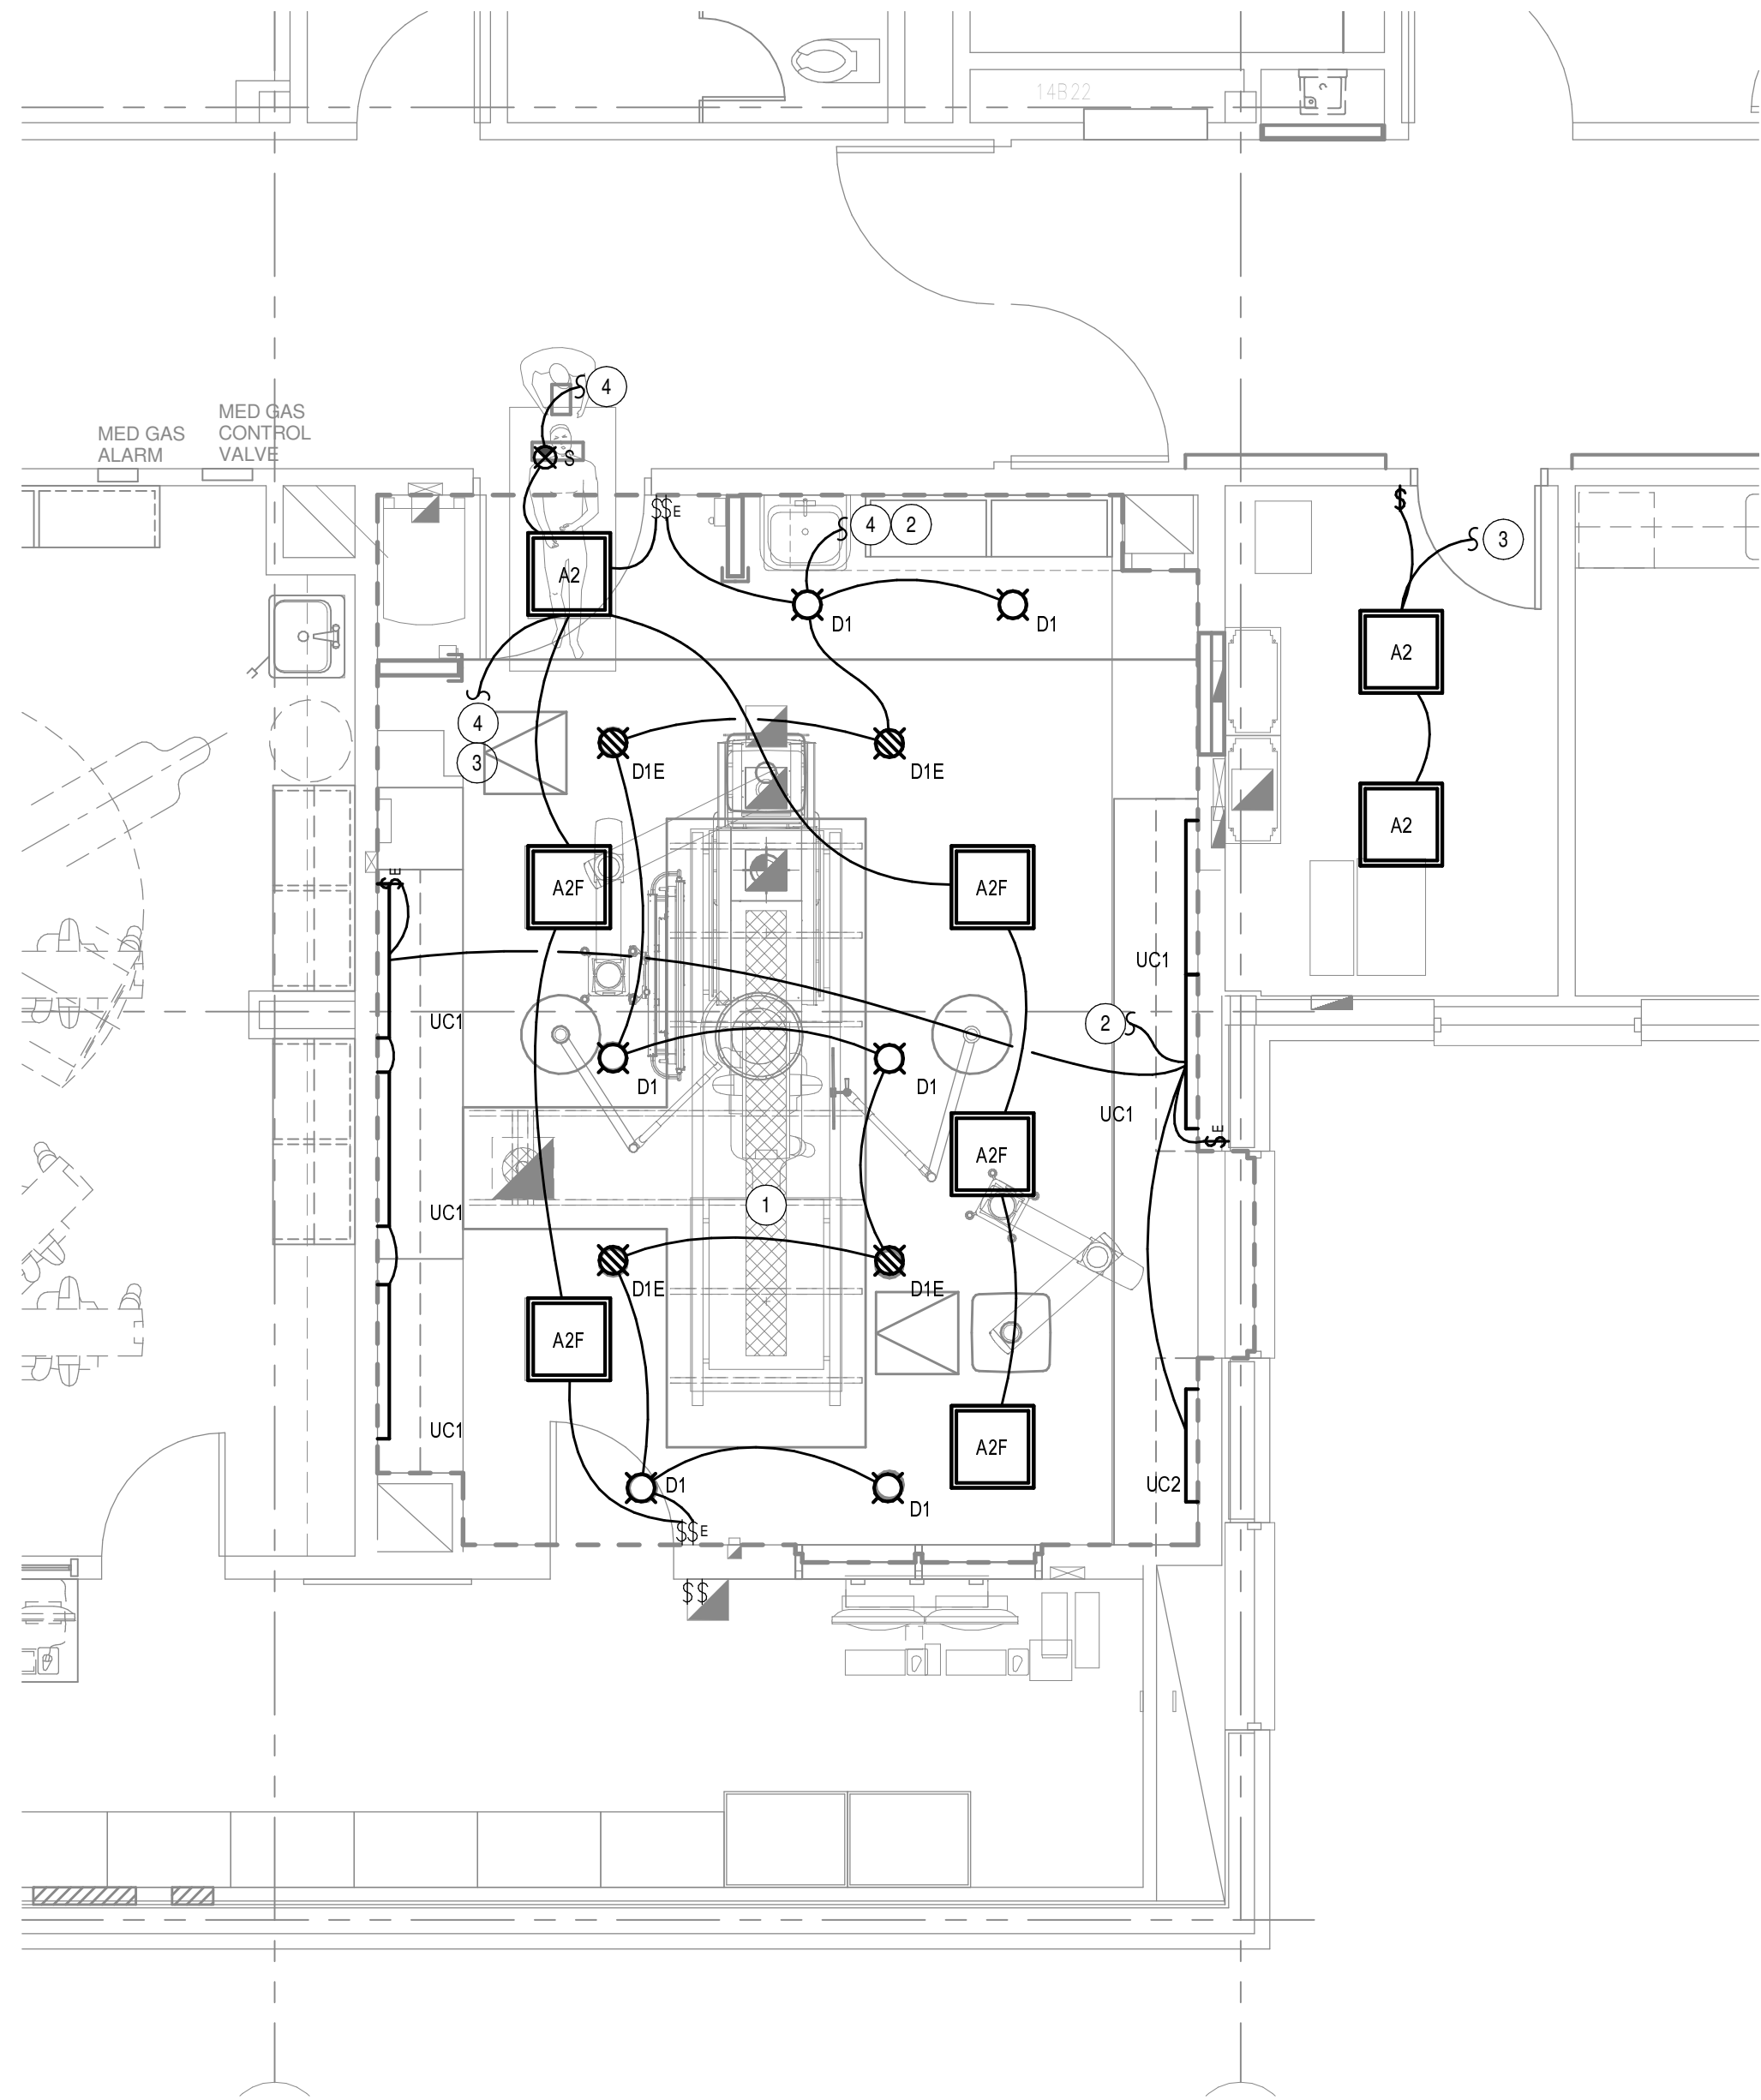 14B22
4
MED GAS
CONTROL
VALVE
MED GAS
ALARM
S
$$E
4
2
$
3
A2
D1
D1
A2
4
3
D1E
D1E
A2
A2F
A2F
$E
UC1
UC1
2
D1
D1
UC1
$E
A2F
UC1
1
D1E
D1E
A2F
UC1
A2F
D1
UC2
D1
$$E
$$